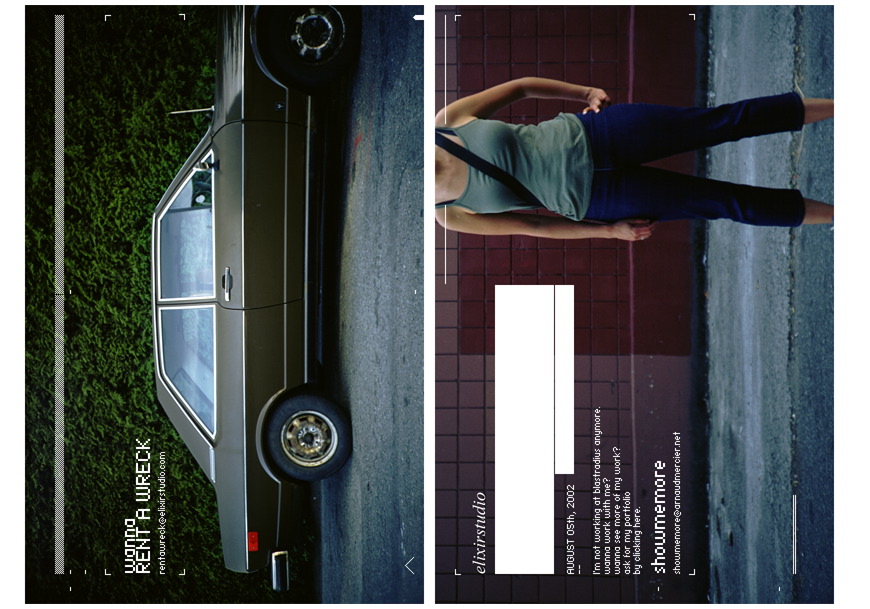 wanna
RENT A WRECK
rentawreck@elixirstudio.com
elixirstudio
AUGUST 05th, 2002
I'm not working at blastradius anymore.
wanna work with me?
wanna see more of my work?
ask for my portfolio
by clicking here.
showmemore
showmemore@arnaudmercier.net